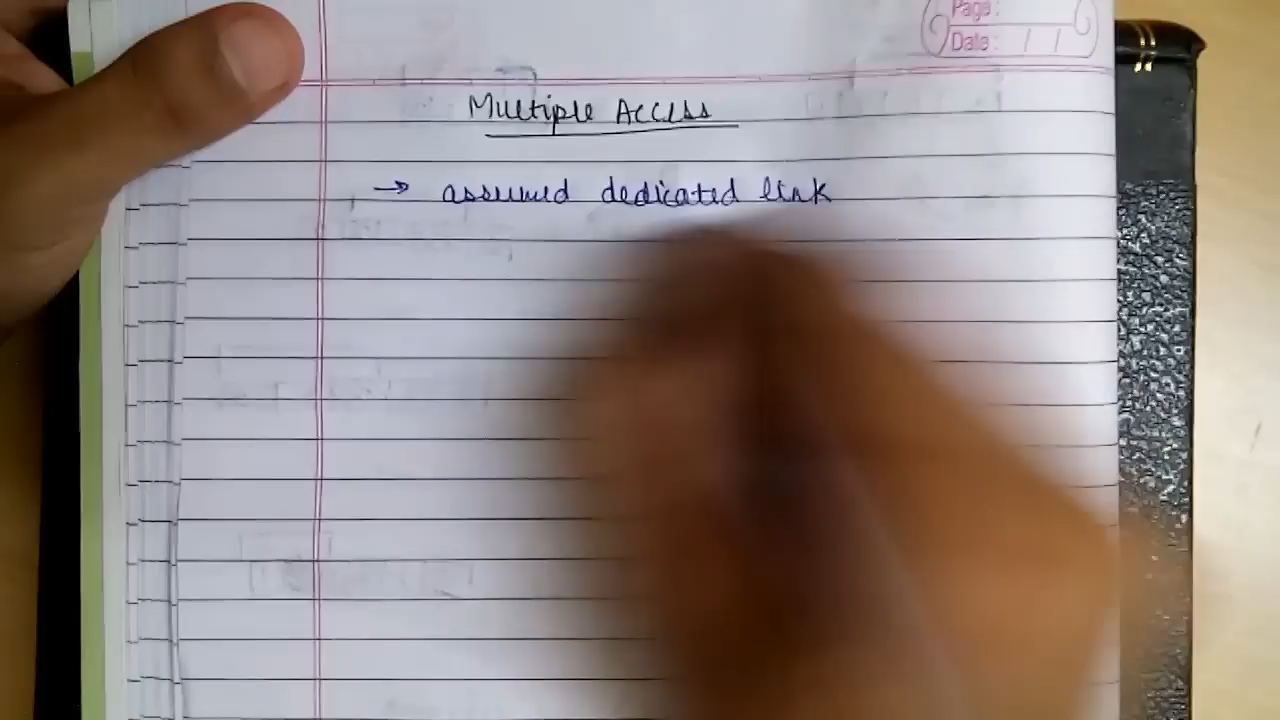 Page:
Date: / /
Multiple Access
→ assumed dedicated link